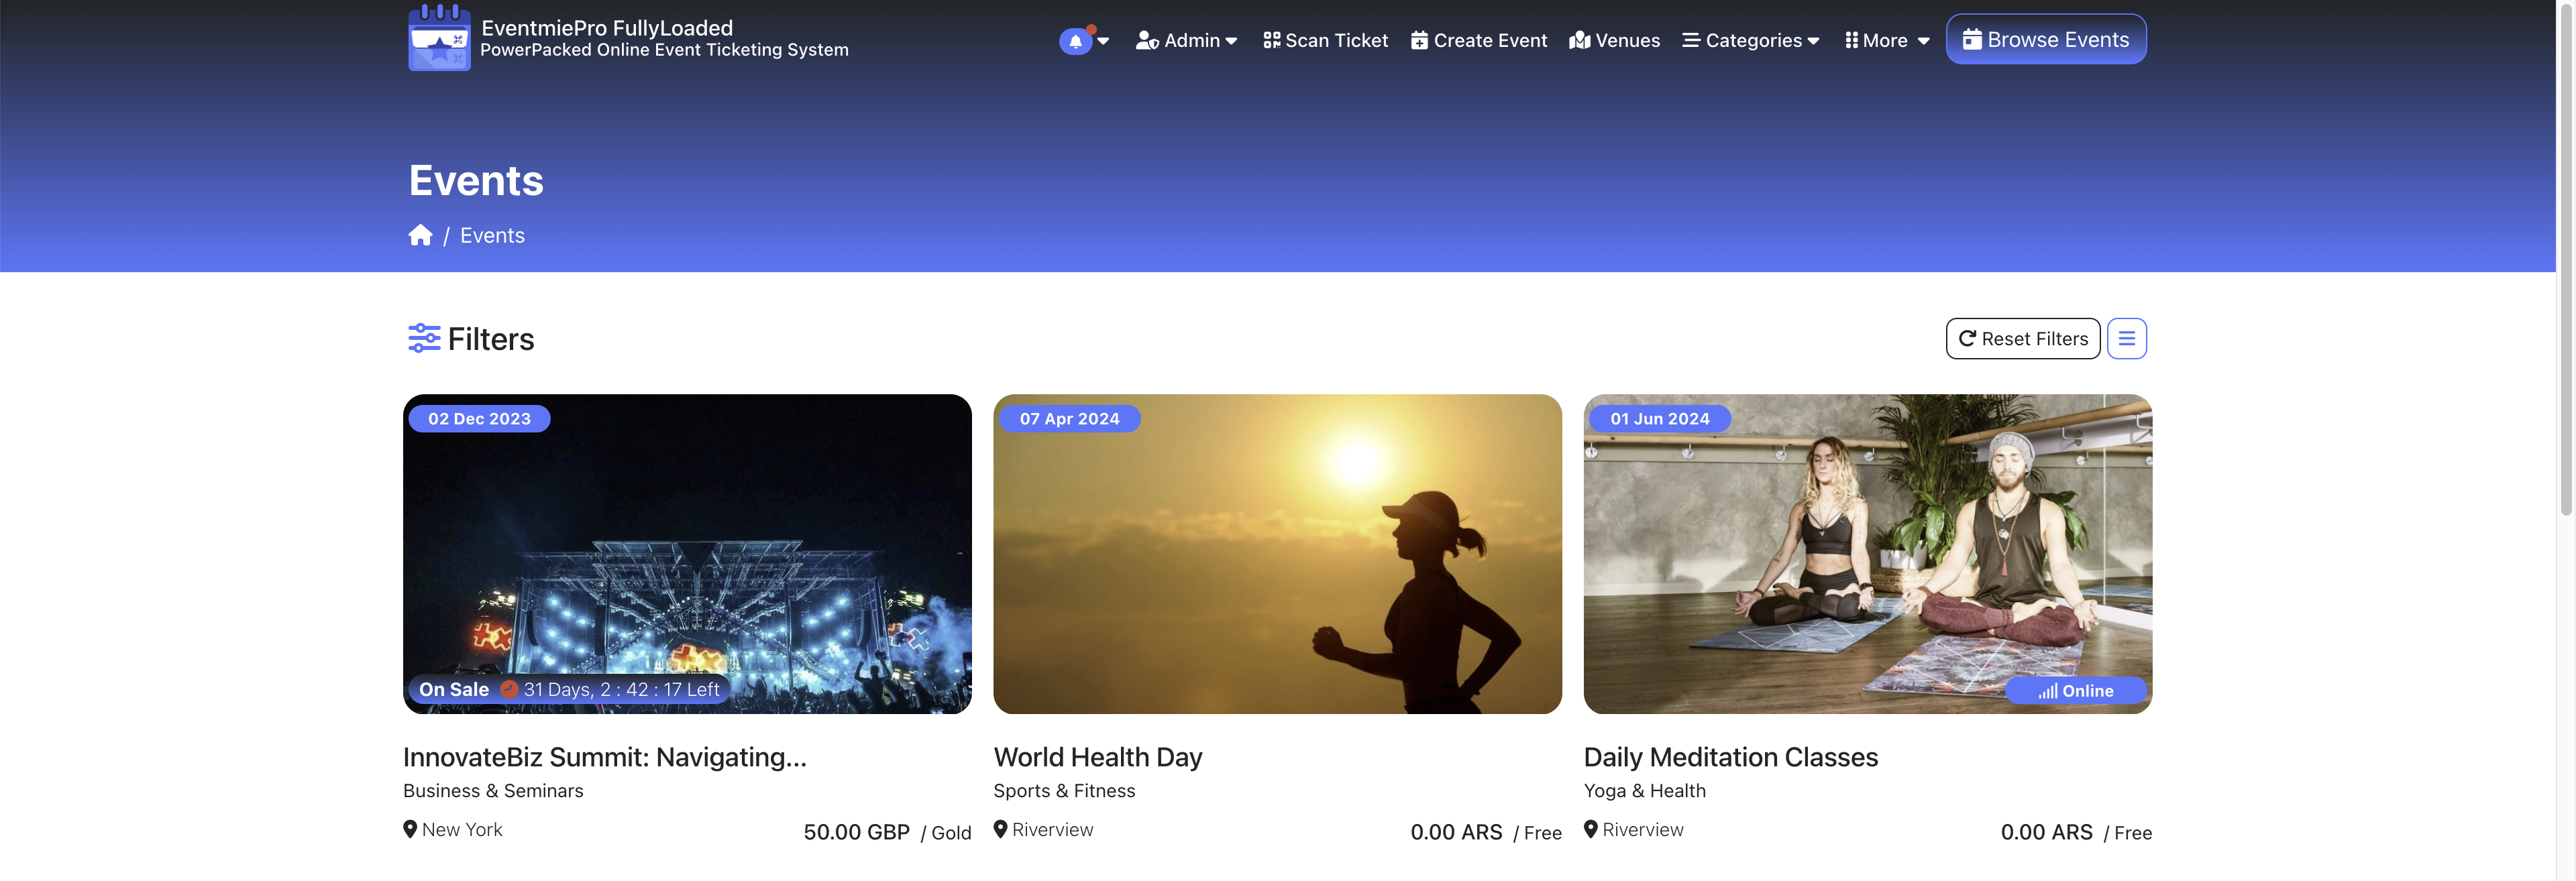 EventmiePro FullyLoaded
PowerPacked Online Event Ticketing System
Admin
Scan Ticket
Create Event
Venues
Categories
More
Browse Events
Events
/ Events
Filters
Reset Filters
02 Dec 2023
On Sale 31 Days, 2 : 42 : 17 Left
InnovateBiz Summit: Navigating...
Business & Seminars
New York
50.00 GBP / Gold
07 Apr 2024
World Health Day
Sports & Fitness
Riverview
0.00 ARS / Free
01 Jun 2024
Online
Daily Meditation Classes
Yoga & Health
Riverview
0.00 ARS / Free